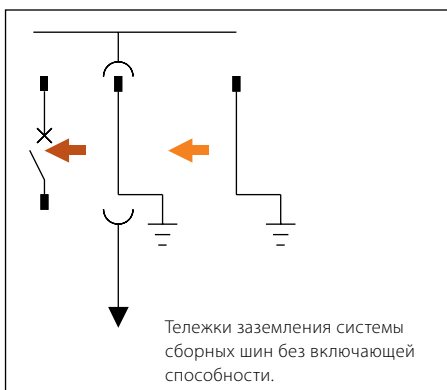 Тележки заземления системы
сборных шин без включающей
способности.